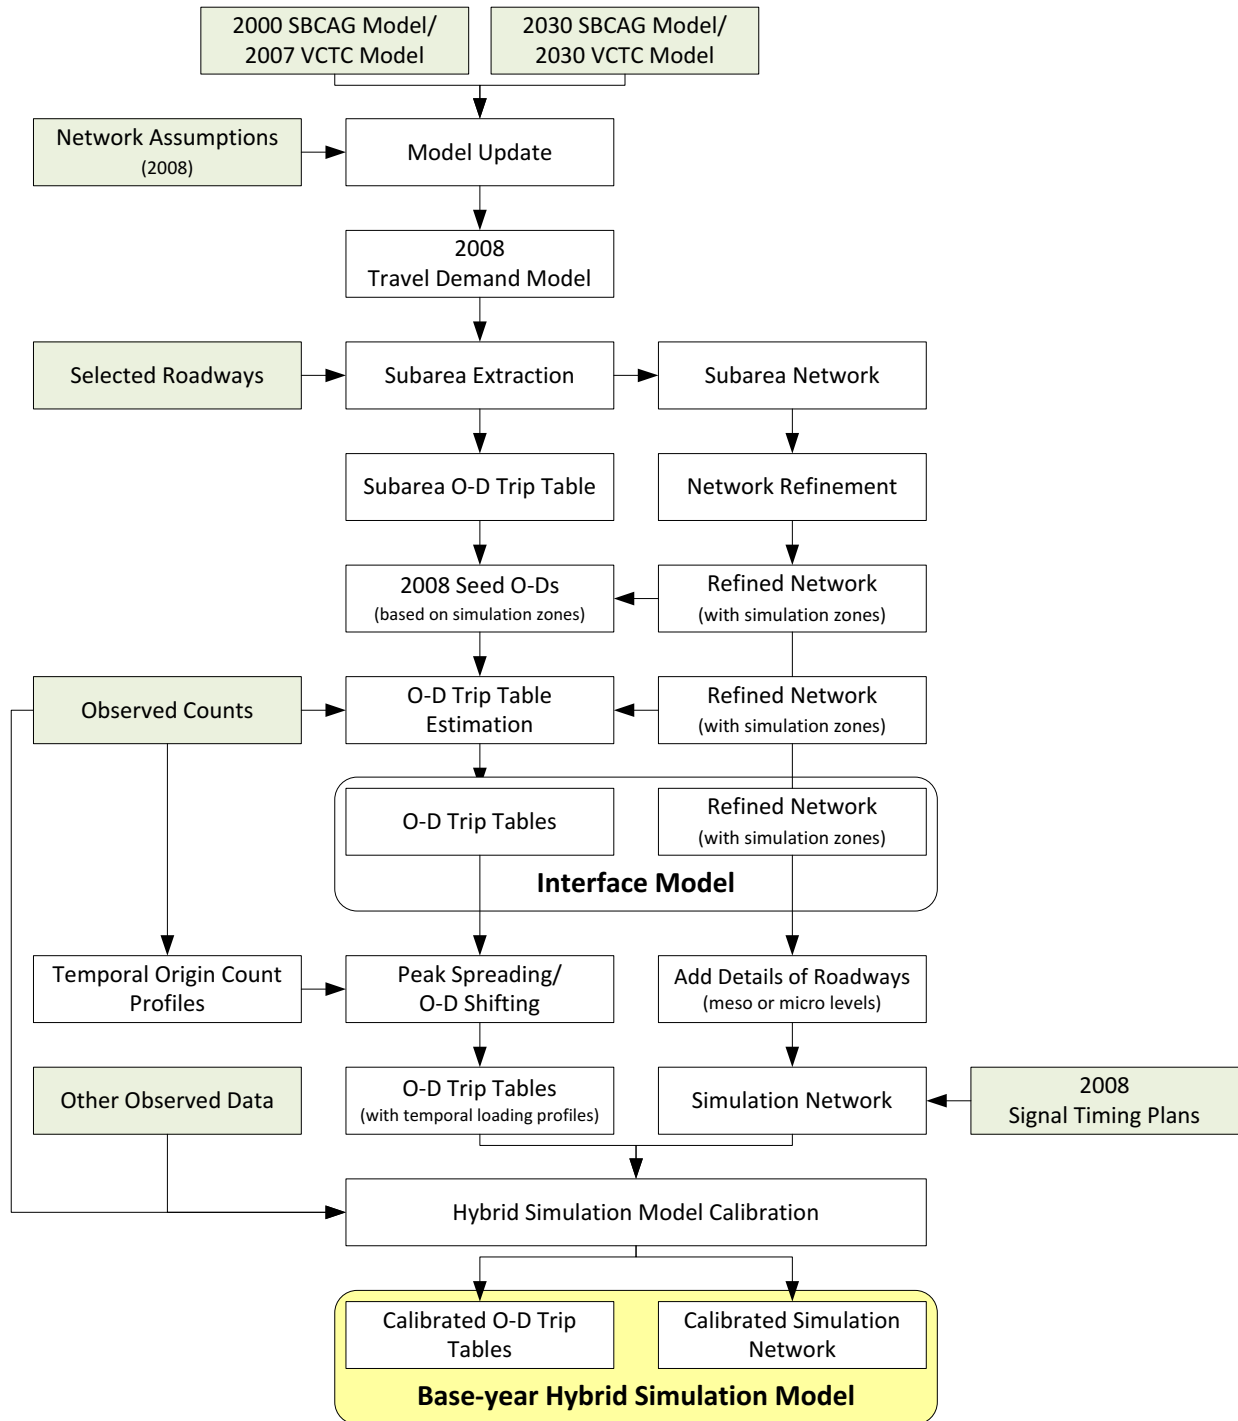 2000 SBCAG Model/
2007 VCTC Model
2030 SBCAG Model/
2030 VCTC Model
Network Assumptions
(2008)
Model Update
2008
Travel Demand Model
Selected Roadways
Subarea Extraction
Subarea Network
Subarea O-D Trip Table
Network Refinement
2008 Seed O-Ds
(based on simulation zones)
Refined Network
(with simulation zones)
Observed Counts
O-D Trip Table
Estimation
Refined Network
(with simulation zones)
O-D Trip Tables
Refined Network
(with simulation zones)
Interface Model
Temporal Origin Count
Profiles
Peak Spreading/
O-D Shifting
Add Details of Roadways
(meso or micro levels)
Other Observed Data
O-D Trip Tables
(with temporal loading profiles)
Simulation Network
2008
Signal Timing Plans
Hybrid Simulation Model Calibration
Calibrated O-D Trip
Tables
Calibrated Simulation
Network
Base-year Hybrid Simulation Model